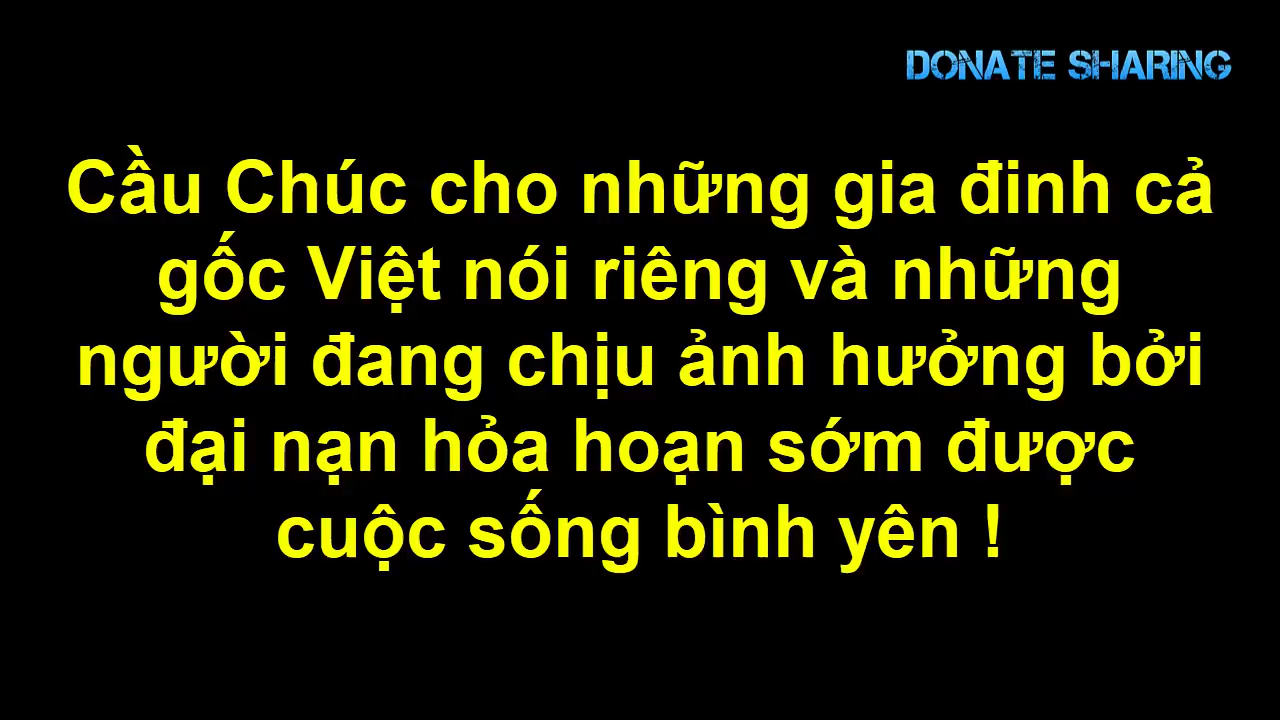 DONATE SHARING
Cầu Chúc cho những gia đinh cả
gốc Việt nói riêng và những
người đang chịu ảnh hưởng bởi
đại nạn hỏa hoạn sớm được
cuộc sống bình yên !